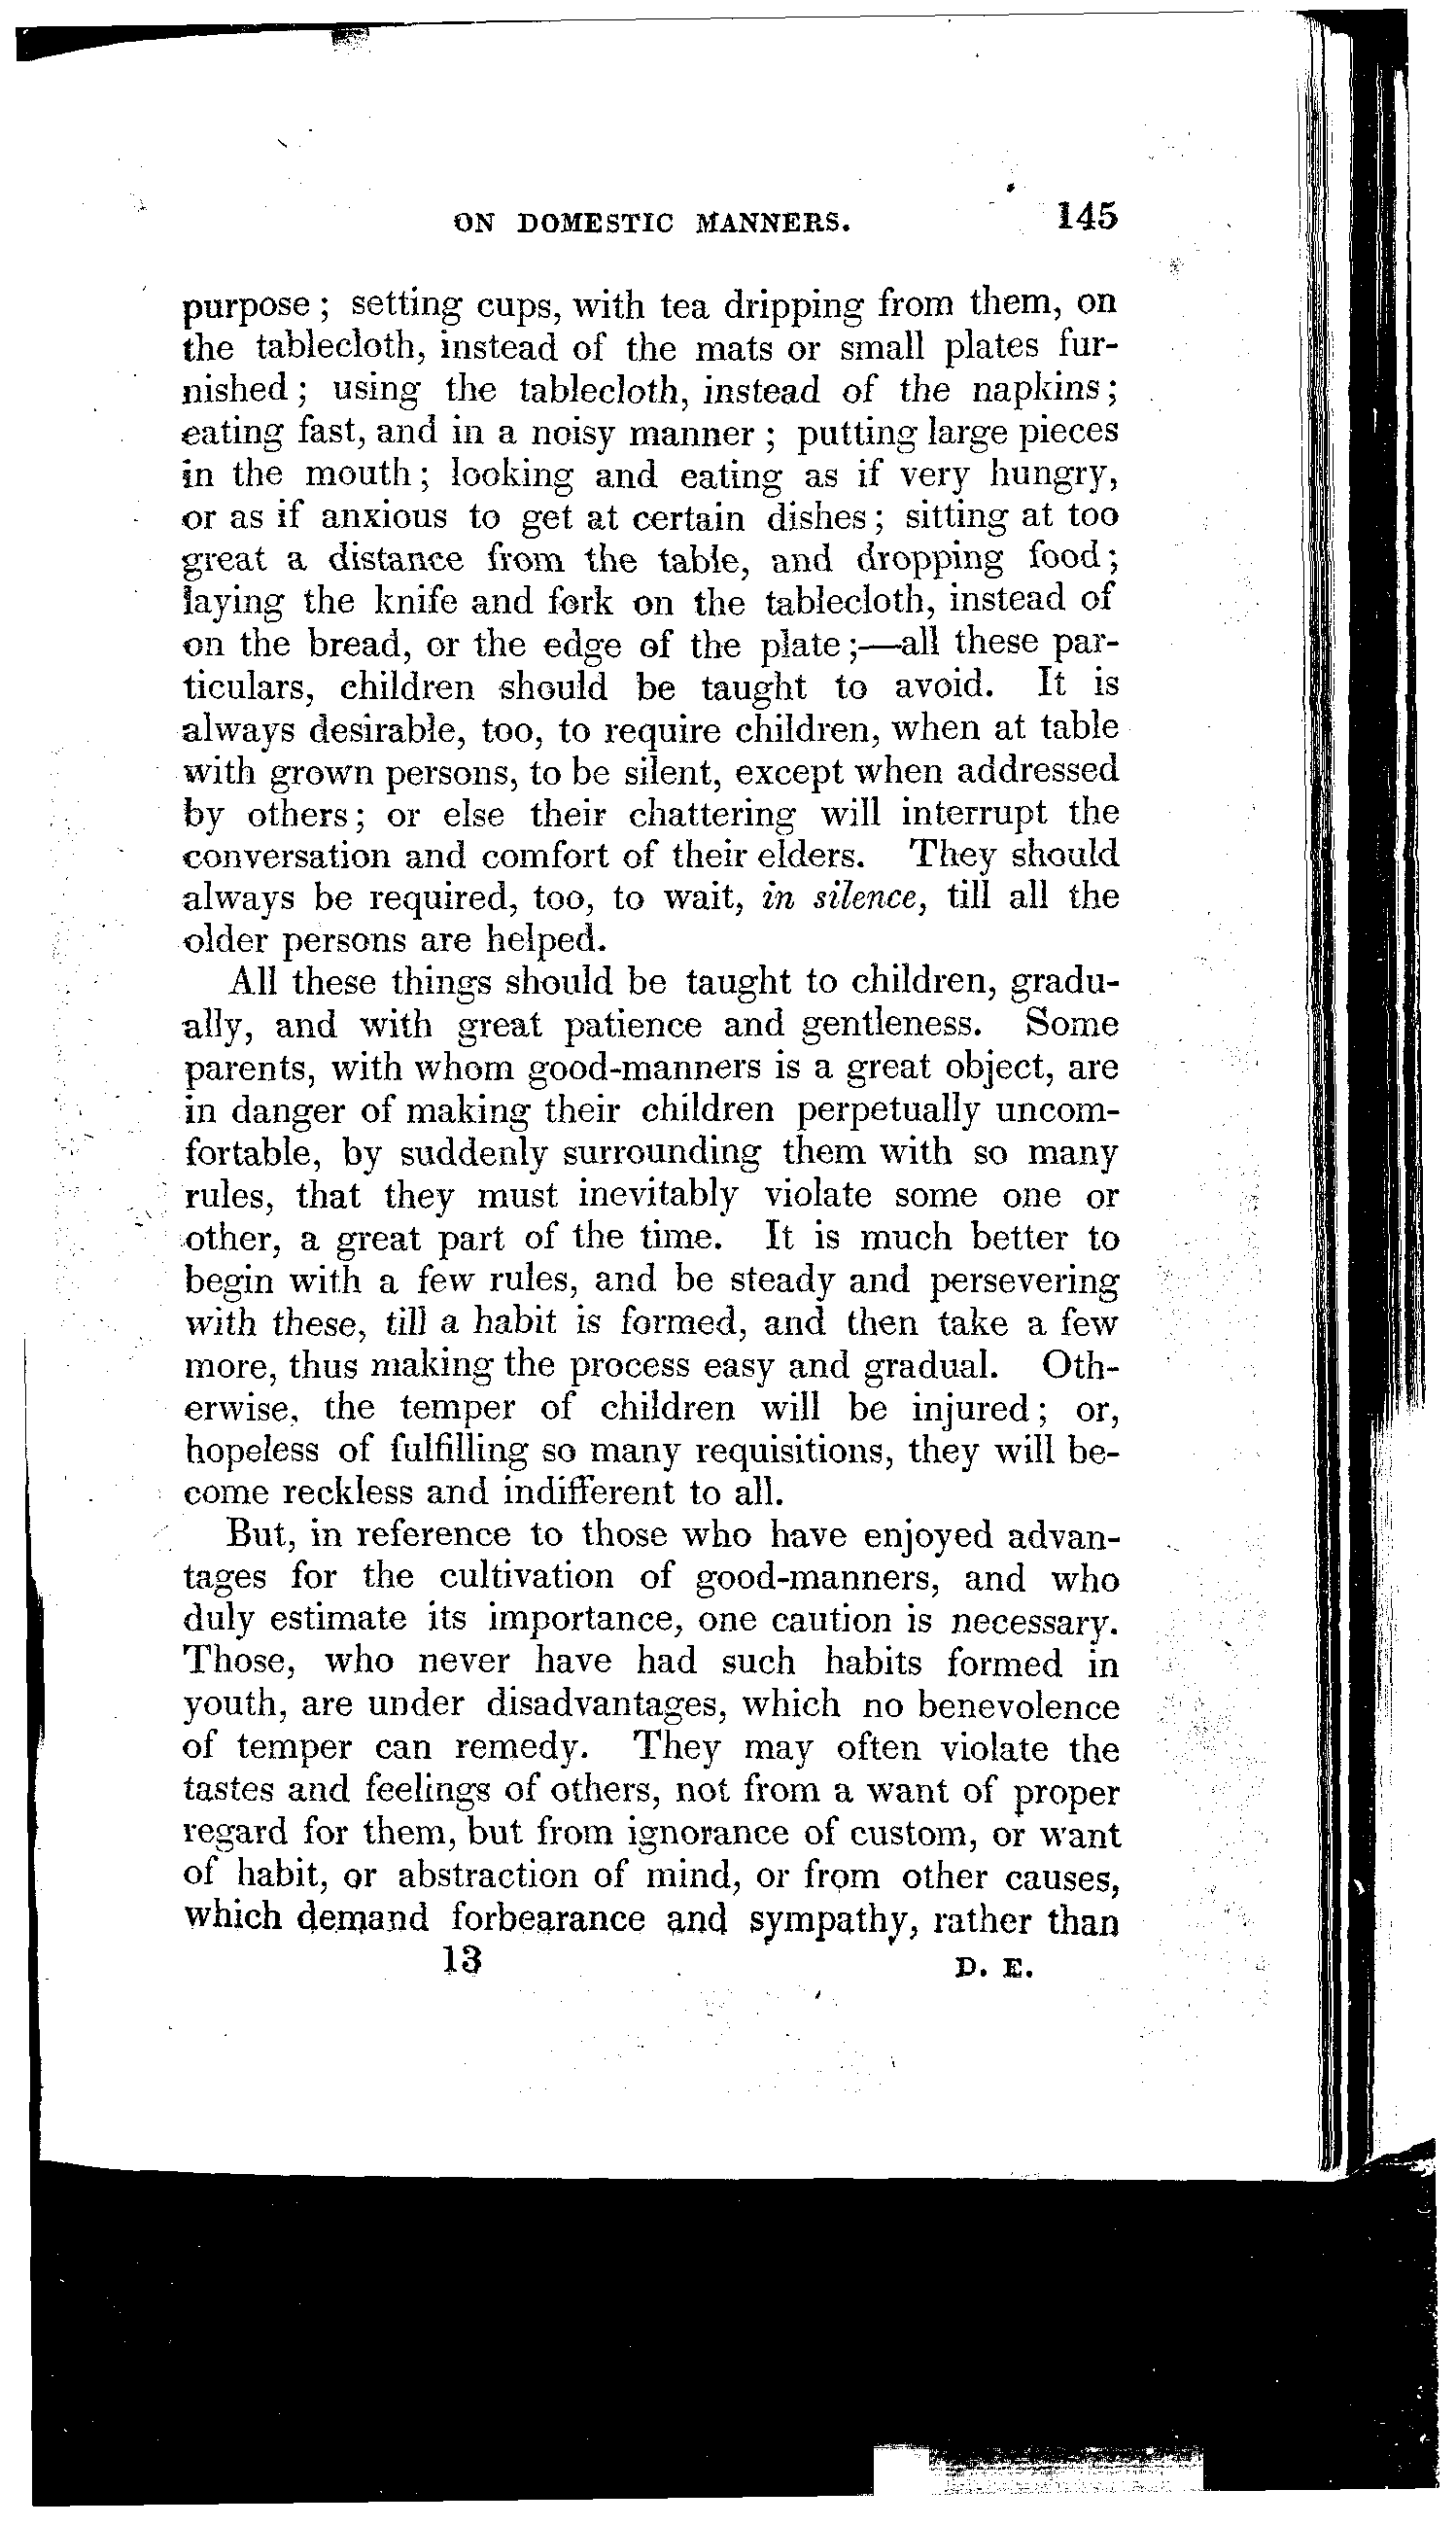 ON DOMESTIC MANNERS. 145
purpose ; setting cups, with tea dripping from them, on
the tablecloth, instead of the mats or small plates fur-
nished ; using the tablecloth, instead of the napkins ;
eating fast, and in a noisy manner ; putting large pieces
in the mouth ; looking and eating as if very hungry,
or as if anxious to get at certain dishes ; sitting at too
great a distance from the table, and dropping food ;
laying the knife and fork on the tablecloth, instead of
on the bread, or the edge of the plate ;—all these par-
ticulars, children should be taught to avoid. It is
always desirable, too, to require children, when at table
with grown persons, to be silent, except when addressed
by others ; or else their chattering will interrupt the
conversation and comfort of their elders. They should
always be required, too, to wait, in silence, till all the
older persons are helped.
All these things should be taught to children, gradu-
ally, and with great patience and gentleness. Some
parents, with whom good-manners is a great object, are
in danger of making their children perpetually uncom-
fortable, by suddenly surrounding them with so many
rules, that they must inevitably violate some one or
other, a great part of the time. It is much better to
begin with a few rules, and be steady and persevering
with these, till a habit is formed, and then take a few
more, thus making the process easy and gradual. Oth-
erwise, the temper of children will be injured ; or,
hopeless of fulfilling so many requisitions, they will be-
come reckless and indifferent to all.
But, in reference to those who have enjoyed advan-
tages for the cultivation of good-manners, and who
duly estimate its importance, one caution is necessary.
Those, who never have had such habits formed in
youth, are under disadvantages, which no benevolence
of temper can remedy. They may often violate the
tastes and feelings of others, not from a want of proper
regard for them, but from ignorance of custom, or want
of habit, or abstraction of mind, or from other causes,
which demand forbearance and sympathy, rather than
13 D. E.